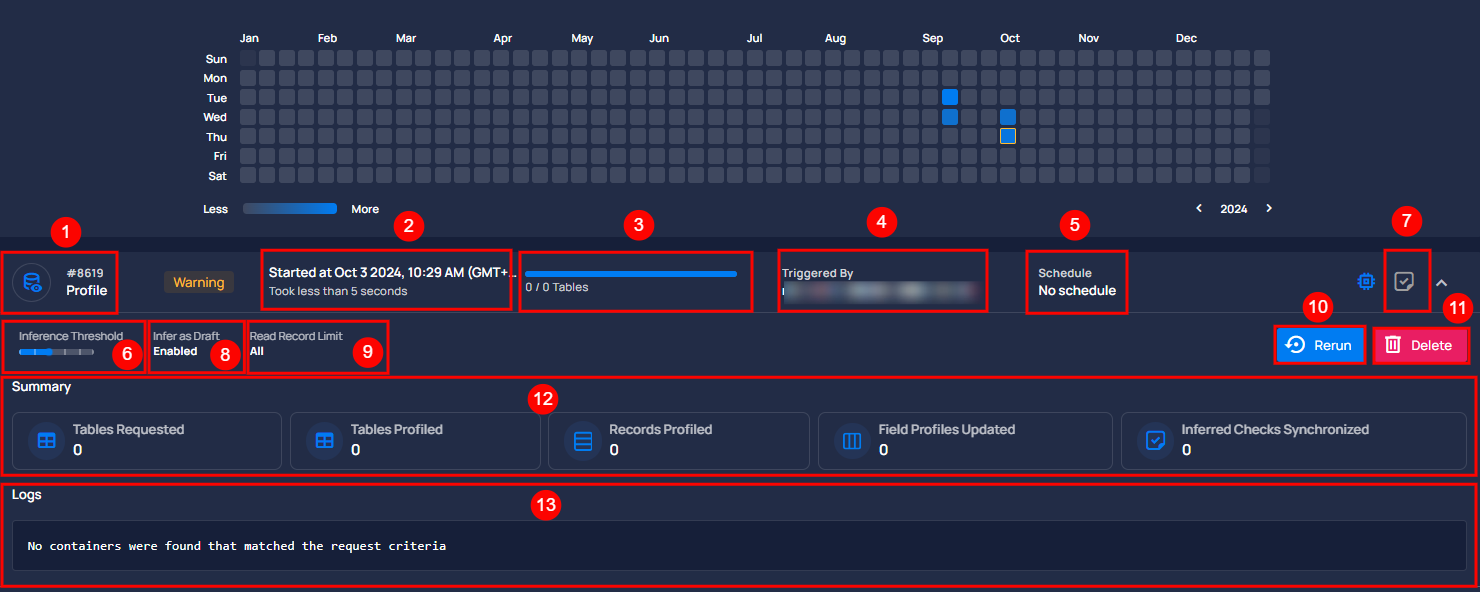 Jan Feb Mar Apr May Jun Jul Aug Sep Oct Nov Dec
Sun
Mon
Tue
Wed
Thu
Fri
Sat
Less More 2024
1 2 3 4 5 7
#8619
Profile
Warning
Started at Oct 3 2024, 10:29 AM (GMT+...
Took less than 5 seconds
0 / 0 Tables
Triggered By
Schedule
No schedule
Inference Threshold
6
Infer as Draft
Enabled
8
Read Record Limit
All
9
10
Rerun
11
Delete
Summary
12
Tables Requested
0
Tables Profiled
0
Records Profiled
0
Field Profiles Updated
0
Inferred Checks Synchronized
0
Logs
13
No containers were found that matched the request criteria